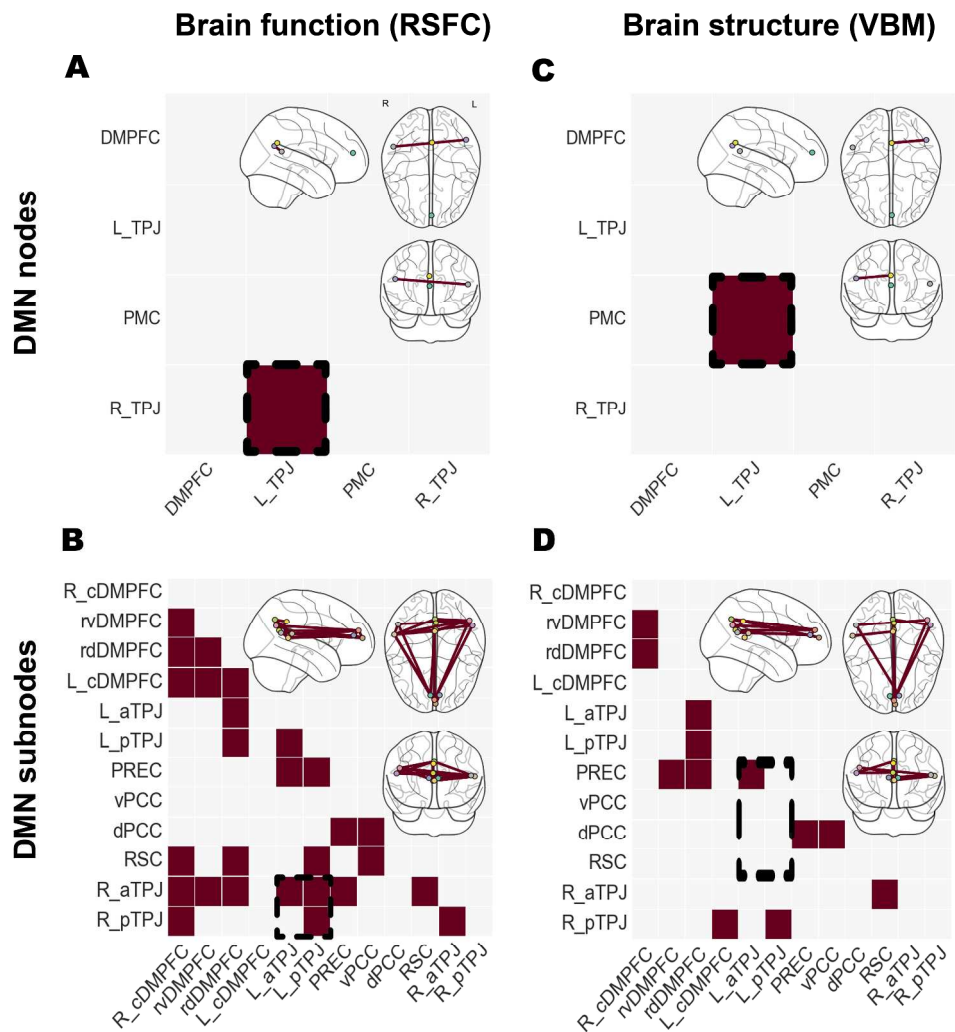 Brain function (RSFC)
Brain structure (VBM)
A
C
DMN nodes
DMPFC
L_TPJ
PMC
R_TPJ
R
L
DMPFC
L_TPJ
PMC
R_TPJ
DMPFC
L_TPJ
PMC
R_TPJ
DMPFC
L_TPJ
PMC
R_TPJ
B
D
DMN subnodes
R_cDMPFC
rvDMPFC
rdDMPFC
L_cDMPFC
L_aTPJ
L_pTPJ
PREC
vPCC
dPCC
RSC
R_aTPJ
R_pTPJ
R_cDMPFC
rvDMPFC
rdDMPFC
L_cDMPFC
L_aTPJ
L_pTPJ
PREC
vPCC
dPCC
RSC
R_aTPJ
R_pTPJ
R_cDMPFC
rvDMPFC
rdDMPFC
L_cDMPFC
L_aTPJ
L_pTPJ
PREC
vPCC
dPCC
RSC
R_aTPJ
R_pTPJ
R_cDMPFC
rvDMPFC
rdDMPFC
L_cDMPFC
L_aTPJ
L_pTPJ
PREC
vPCC
dPCC
RSC
R_aTPJ
R_pTPJ